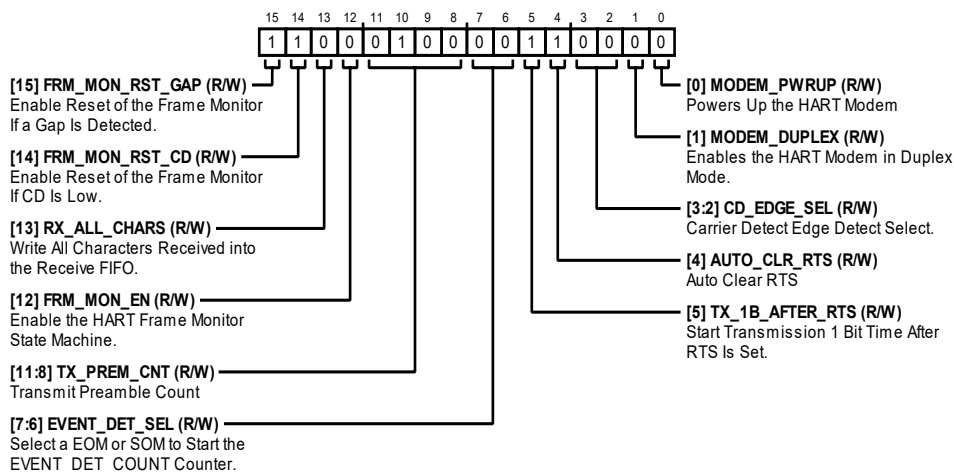 15 14 13 12 11 10 9 8 7 6 5 4 3 2 1 0
1 1 0 0 0 1 0 0 0 0 1 1 0 0 0 0
[15] FRM_MON_RST_GAP (R/W)
Enable Reset of the Frame Monitor
If a Gap Is Detected.
[14] FRM_MON_RST_CD (R/W)
Enable Reset of the Frame Monitor
If CD Is Low.
[13] RX_ALL_CHARS (R/W)
Write All Characters Received into
the Receive FIFO.
[12] FRM_MON_EN (R/W)
Enable the HART Frame Monitor
State Machine.
[11:8] TX_PREM_CNT (R/W)
Transmit Preamble Count
[7:6] EVENT_DET_SEL (R/W)
Select a EOM or SOM to Start the
EVENT_DET_COUNT Counter.
[0] MODEM_PWRUP (R/W)
Powers Up the HART Modem
[1] MODEM_DUPLEX (R/W)
Enables the HART Modem in Duplex
Mode.
[3:2] CD_EDGE_SEL (R/W)
Carrier Detect Edge Detect Select.
[4] AUTO_CLR_RTS (R/W)
Auto Clear RTS
[5] TX_1B_AFTER_RTS (R/W)
Start Transmission 1 Bit Time After
RTS Is Set.